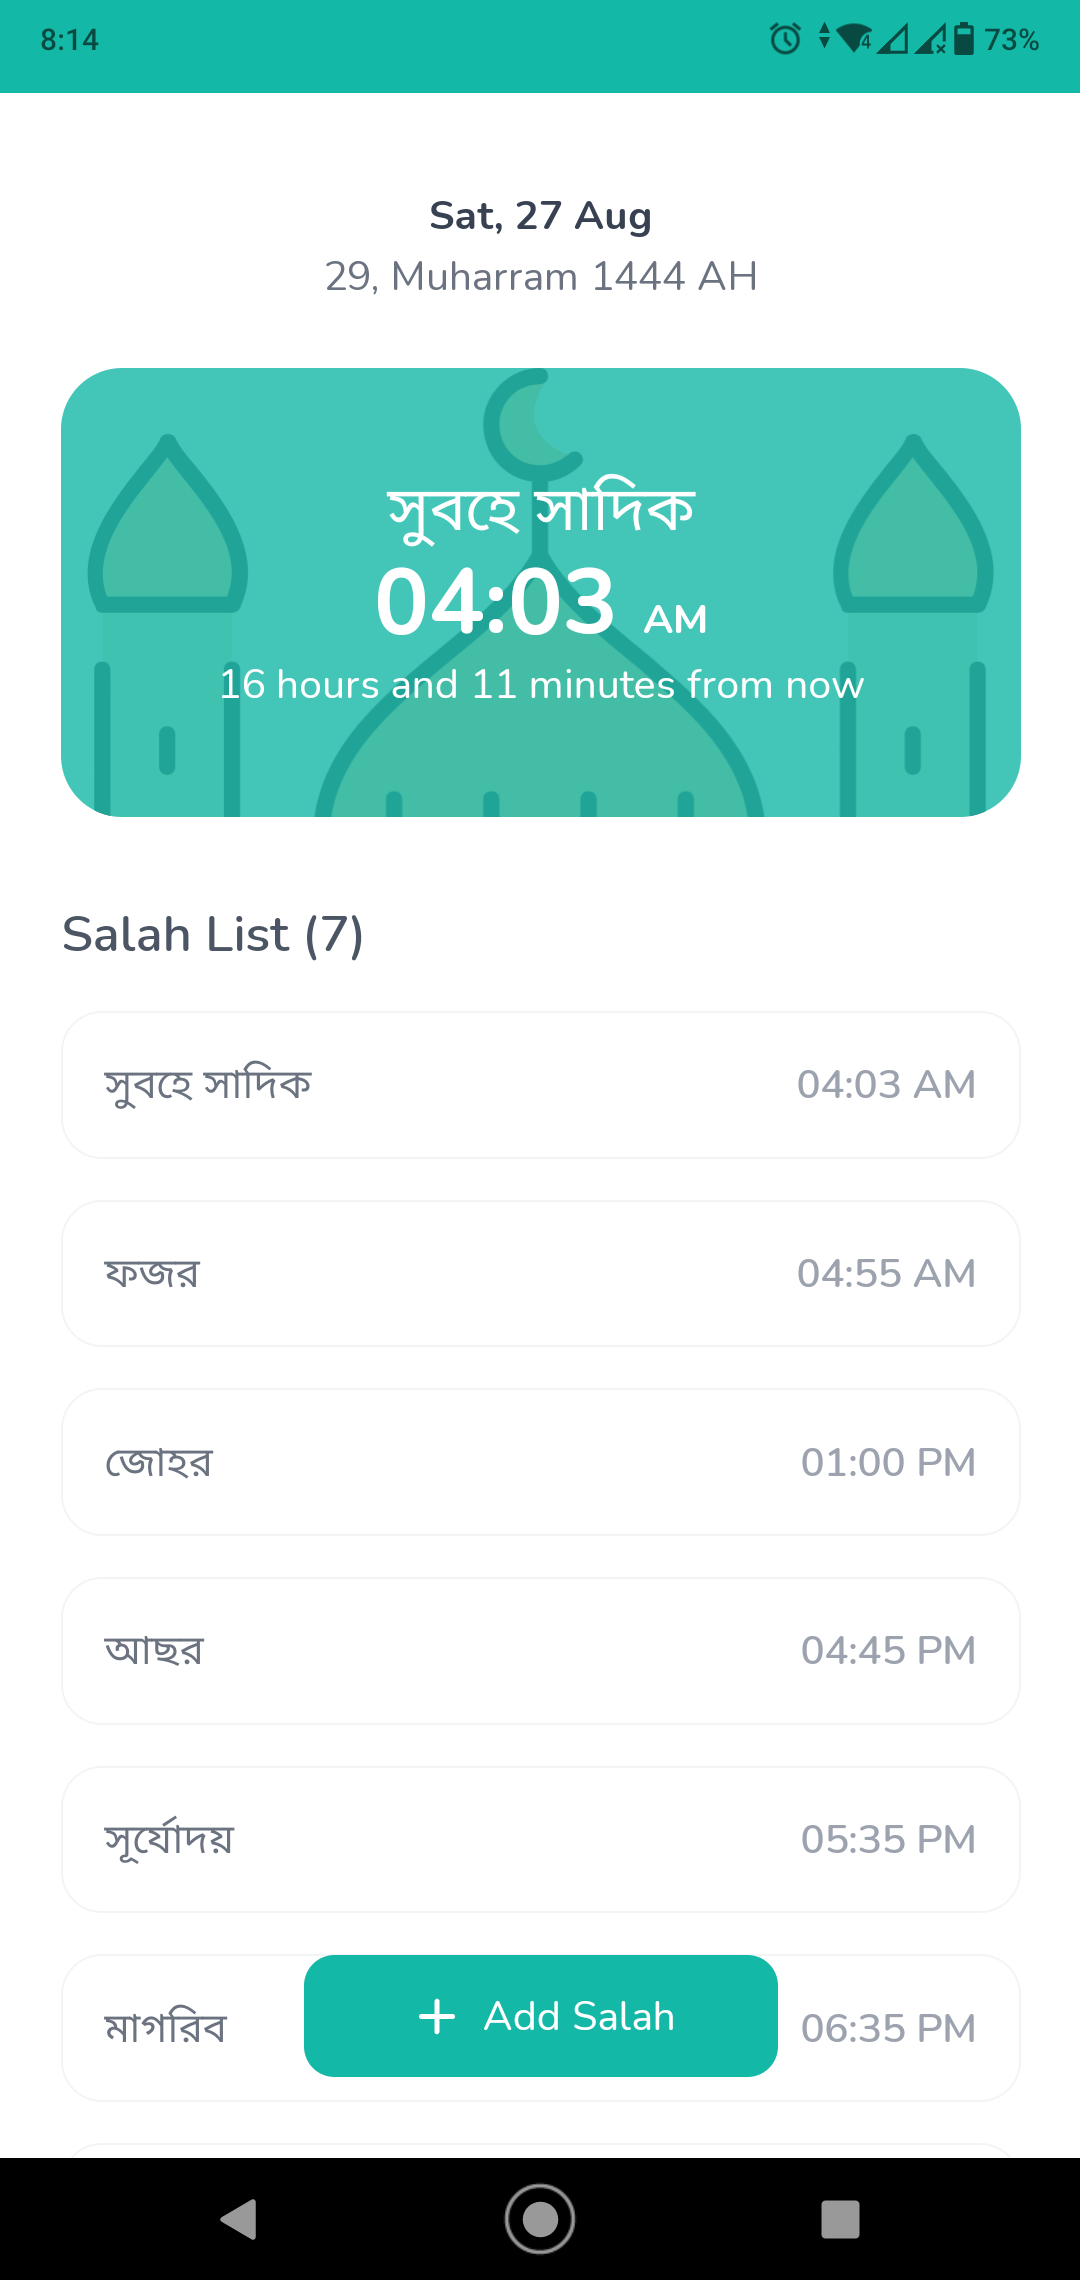 8:14
4
73%
Sat, 27 Aug
29, Muharram 1444 AH
সুবহে সাদিক
04:03 AM
16 hours and 11 minutes from now
Salah List (7)
সুবহে সাদিক 04:03 AM
ফজর 04:55 AM
জোহর 01:00 PM
আছর 04:45 PM
সূর্যোদয় 05:35 PM
মাগরিব 06:35 PM
Add Salah